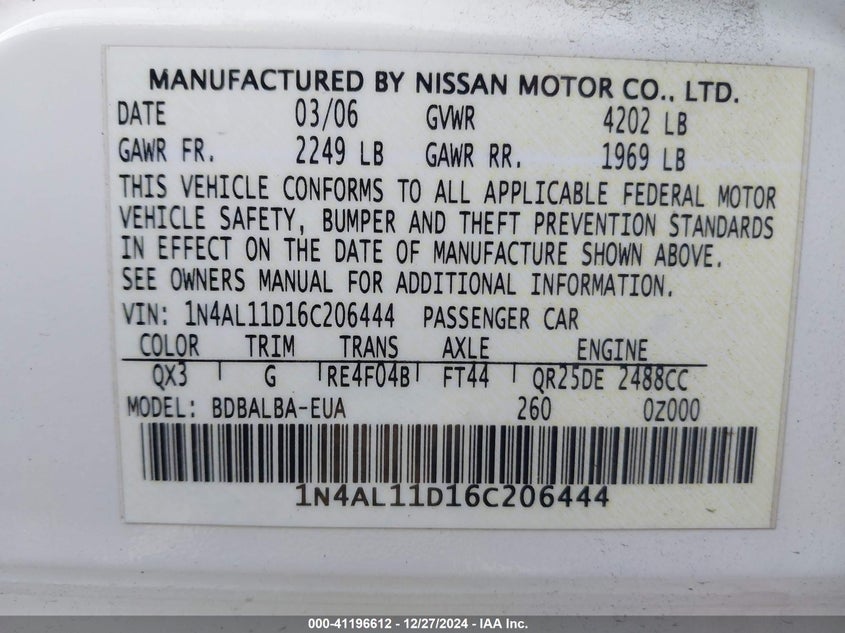 MANUFACTURED BY NISSAN MOTOR CO., LTD.
DATE 03/06 GVWR 4202 LB
GAWR FR. 2249 LB GAWR RR. 1969 LB
THIS VEHICLE CONFORMS TO ALL APPLICABLE FEDERAL MOTOR
VEHICLE SAFETY, BUMPER AND THEFT PREVENTION STANDARDS
IN EFFECT ON THE DATE OF MANUFACTURE SHOWN ABOVE.
SEE OWNERS MANUAL FOR ADDITIONAL INFORMATION.
VIN: 1N4AL11D16C206444 PASSENGER CAR
COLOR TRIM TRANS AXLE ENGINE
QX3 G RE4F04B FT44 QR25DE 2488CC
MODEL: BDBALBA-EUA 260 0Z000
1N4AL11D16C206444
000-41196612 - 12/27/2024 - IAA Inc.